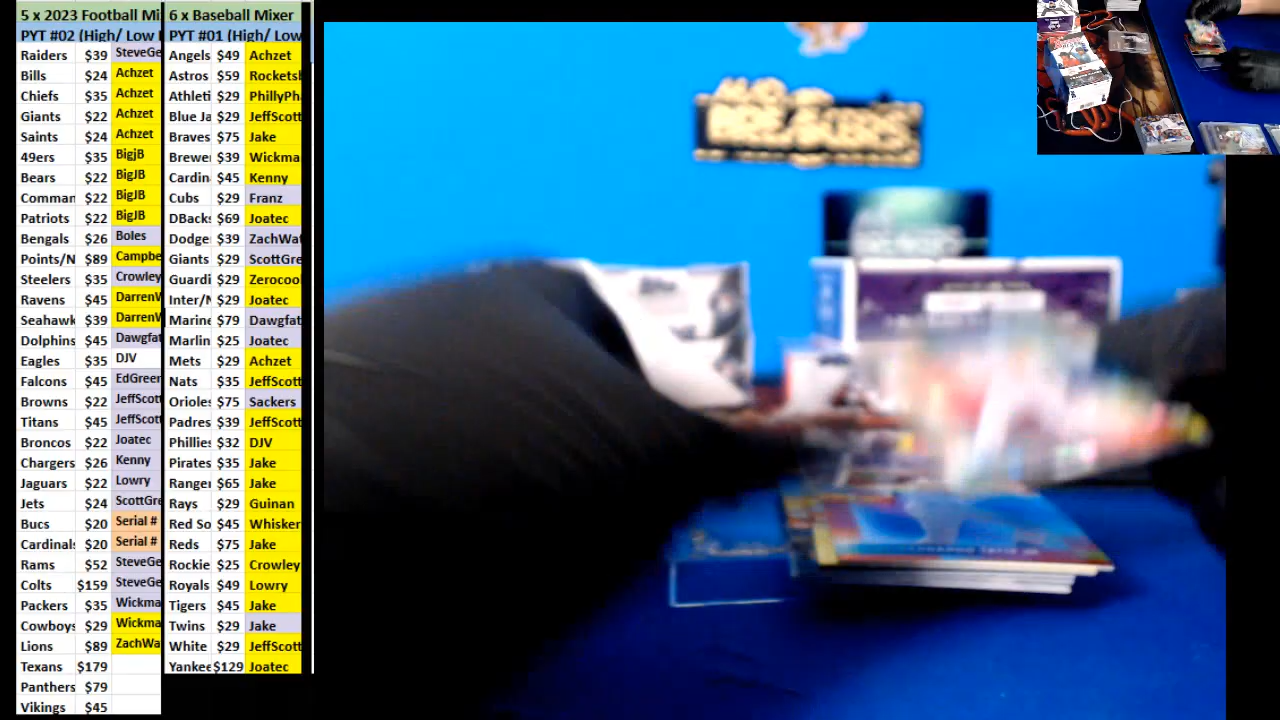 5 x 2023 Football Mi
PYT #02 (High/ Low
Raiders $39 SteveGe
Bills $24 Achzet
Chiefs $35 Achzet
Giants $22 Achzet
Saints $24 Achzet
49ers $35 BigjB
Bears $22 BigJB
Comman $22 BigJB
Patriots $22 BigJB
Bengals $26 Boles
Points/N $89 Campbe
Steelers $35 Crowley
Ravens $45 DarrenW
Seahawk $39 DarrenW
Dolphins $45 Dawgfat
Eagles $35 DJV
Falcons $45 EdGreer
Browns $22 JeffScott
Titans $45 JeffScott
Broncos $22 Joatec
Chargers $26 Kenny
Jaguars $22 Lowry
Jets $24 ScottGre
Bucs $20 Serial #
Cardinals $20 Serial #
Rams $52 SteveGe
Colts $159 SteveGe
Packers $35 Wickma
Cowboys $29 Wickma
Lions $89 ZachWa
Texans $179
Panthers $79
Vikings $45
6 x Baseball Mixer
PYT #01 (High/ Low
Angels $49 Achzet
Astros $59 Rocketsh
Athleti $29 PhillyPh
Blue Ja $29 JeffScott
Braves $75 Jake
Brewer $39 Wickma
Cardin $45 Kenny
Cubs $29 Franz
DBacks $69 Joatec
Dodge $39 ZachWat
Giants $29 ScottGre
Guardi $29 Zerocool
Inter/N $29 Joatec
Marine $79 Dawgfat
Marlin $25 Joatec
Mets $29 Achzet
Nats $35 JeffScott
Orioles $75 Sackers
Padres $39 JeffScott
Phillies $32 DJV
Pirates $35 Jake
Ranger $65 Jake
Rays $29 Guinan
Red So $45 Whisker
Reds $75 Jake
Rockie $25 Crowley
Royals $49 Lowry
Tigers $45 Jake
Twins $29 Jake
White $29 JeffScott
Yankee $129 Joatec